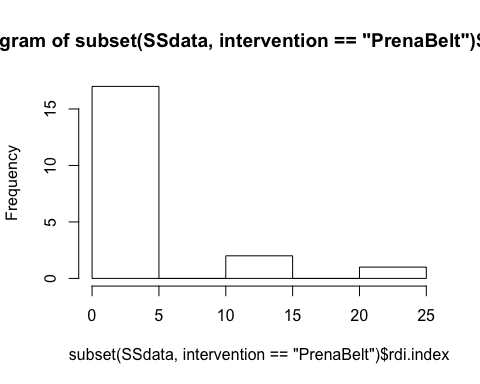 gram of subset(SSdata, intervention == "PrenaBelt")$
Frequency
15
10
5
0
0 5 10 15 20 25
subset(SSdata, intervention == "PrenaBelt")$rdi.index